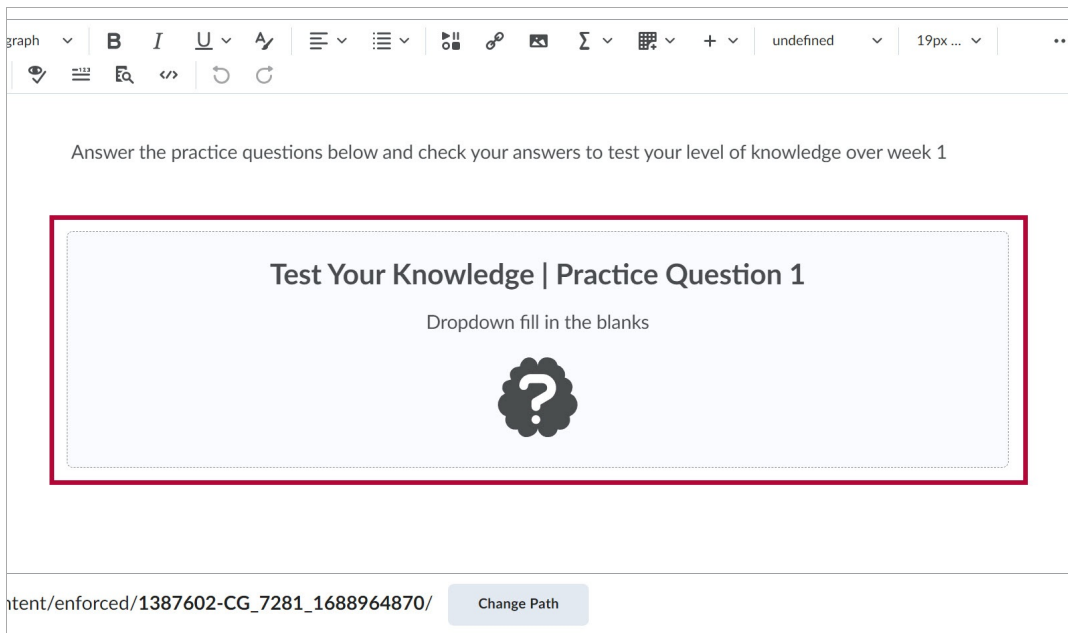 graph B I U A Σ + undefined 19px ...
Answer the practice questions below and check your answers to test your level of knowledge over week 1
Test Your Knowledge | Practice Question 1
Dropdown fill in the blanks
?
ntent/enforced/1387602-CG_7281_1688964870/ Change Path